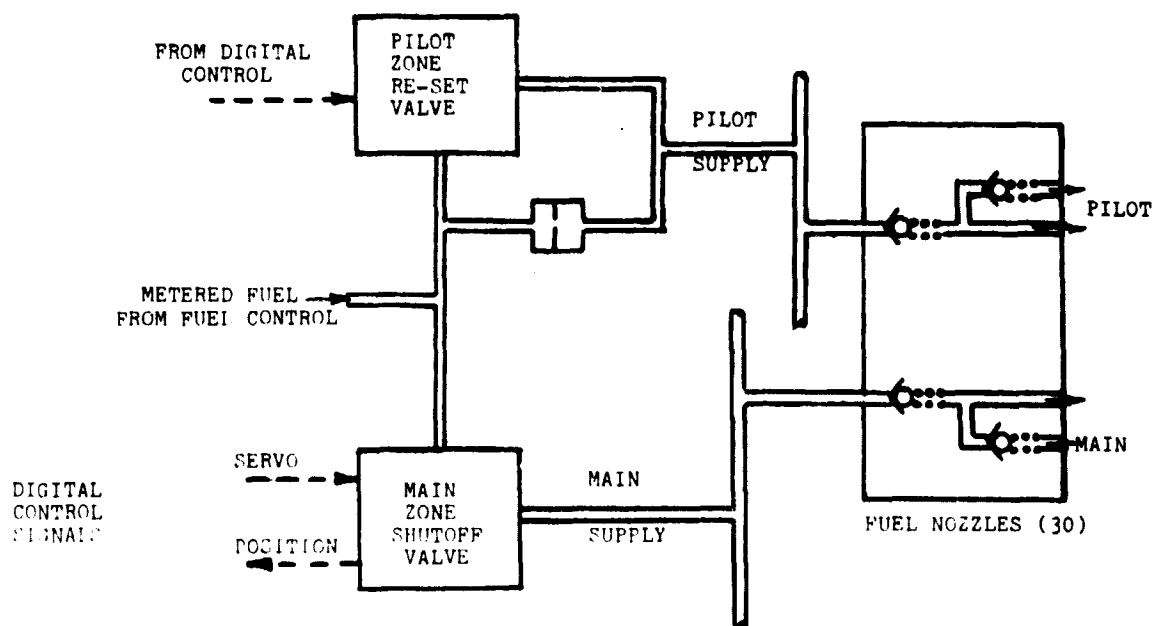 FROM DIGITAL
CONTROL
PILOT
ZONE
RE-SET
VALVE
PILOT
SUPPLY
PILOT
METERED FUEL
FROM FUEL CONTROL
SERVO
DIGITAL
CONTROL
SIGNALS
POSITION
MAIN
ZONE
SHUTOFF
VALVE
MAIN
SUPPLY
MAIN
FUEL NOZZLES (30)